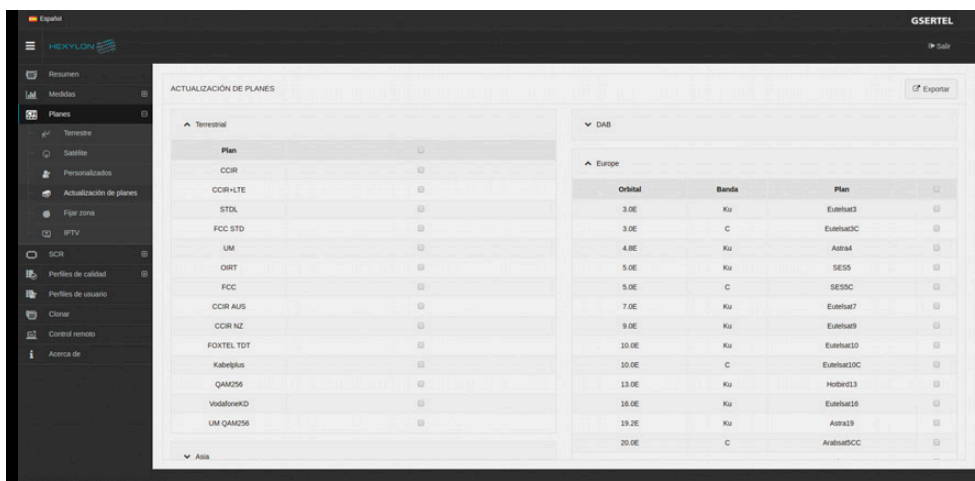 Español
GSERTEL
HEXYLON
Salir
Resumen
Medidas
Planes
Terrestre
Satélite
Personalizados
Actualización de planes
Fijar zona
IPTV
SCR
Perfiles de calidad
Perfiles de usuario
Clonar
Control remoto
Acerca de
ACTUALIZACIÓN DE PLANES
Exportar
Terrestrial
Plan
CCIR
CCIR+LTE
STDL
FCC STD
UM
OIRT
FCC
CCIR AUS
CCIR NZ
FOXTEL TDT
Kabelplus
QAM256
VodafoneKD
UM QAM256
Asia
DAB
Europe
Orbital Banda Plan
3.0E Ku Eutelsat3
3.0E C Eutelsat3C
4.8E Ku Astra4
5.0E Ku SES5
5.0E C SES5C
7.0E Ku Eutelsat7
9.0E Ku Eutelsat9
10.0E Ku Eutelsat10
10.0E C Eutelsat10C
13.0E Ku Hotbird13
16.0E Ku Eutelsat16
19.2E Ku Astra19
20.0E C Arabsat5CC